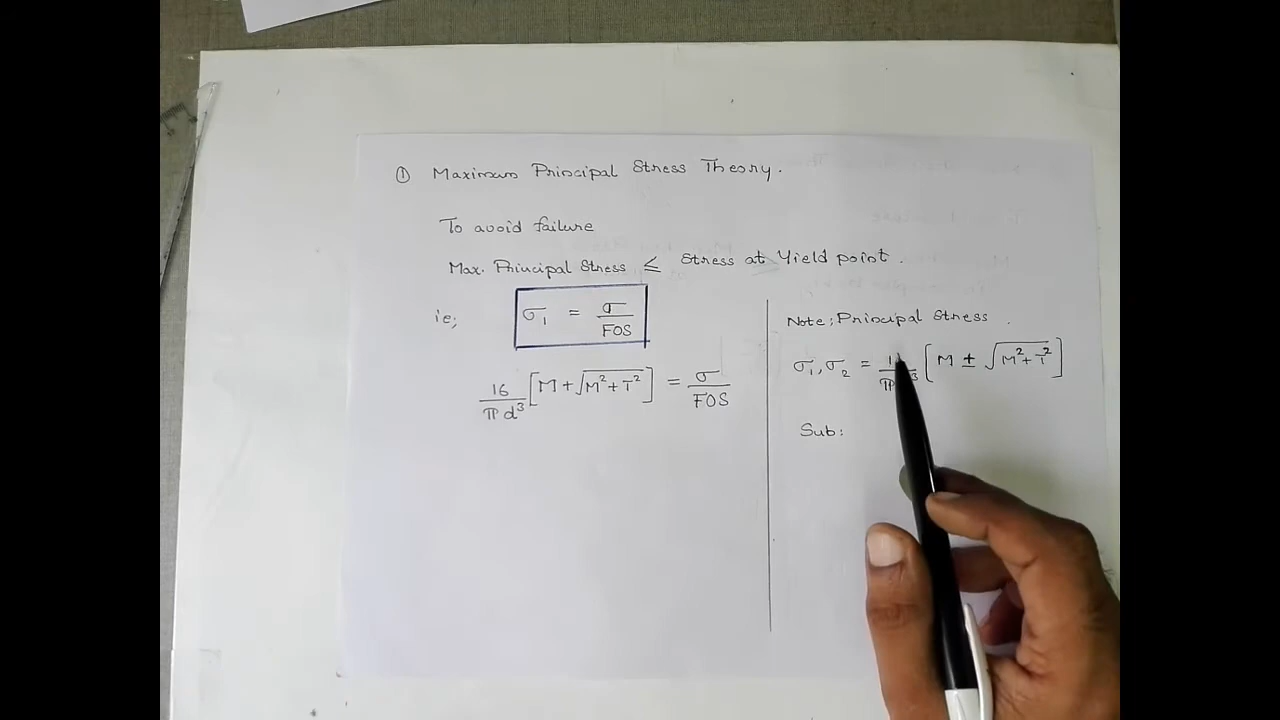 ① Maximum Principal Stress Theory.
To avoid failure
Max. Principal Stress ≤ Stress at Yield point.
ie; σ₁ = σ/FOS
16/πd³ [M + √(M² + T²)] = σ/FOS
Note; Principal Stress.
σ₁, σ₂ = [M ± √(M² + T²)]
Sub: